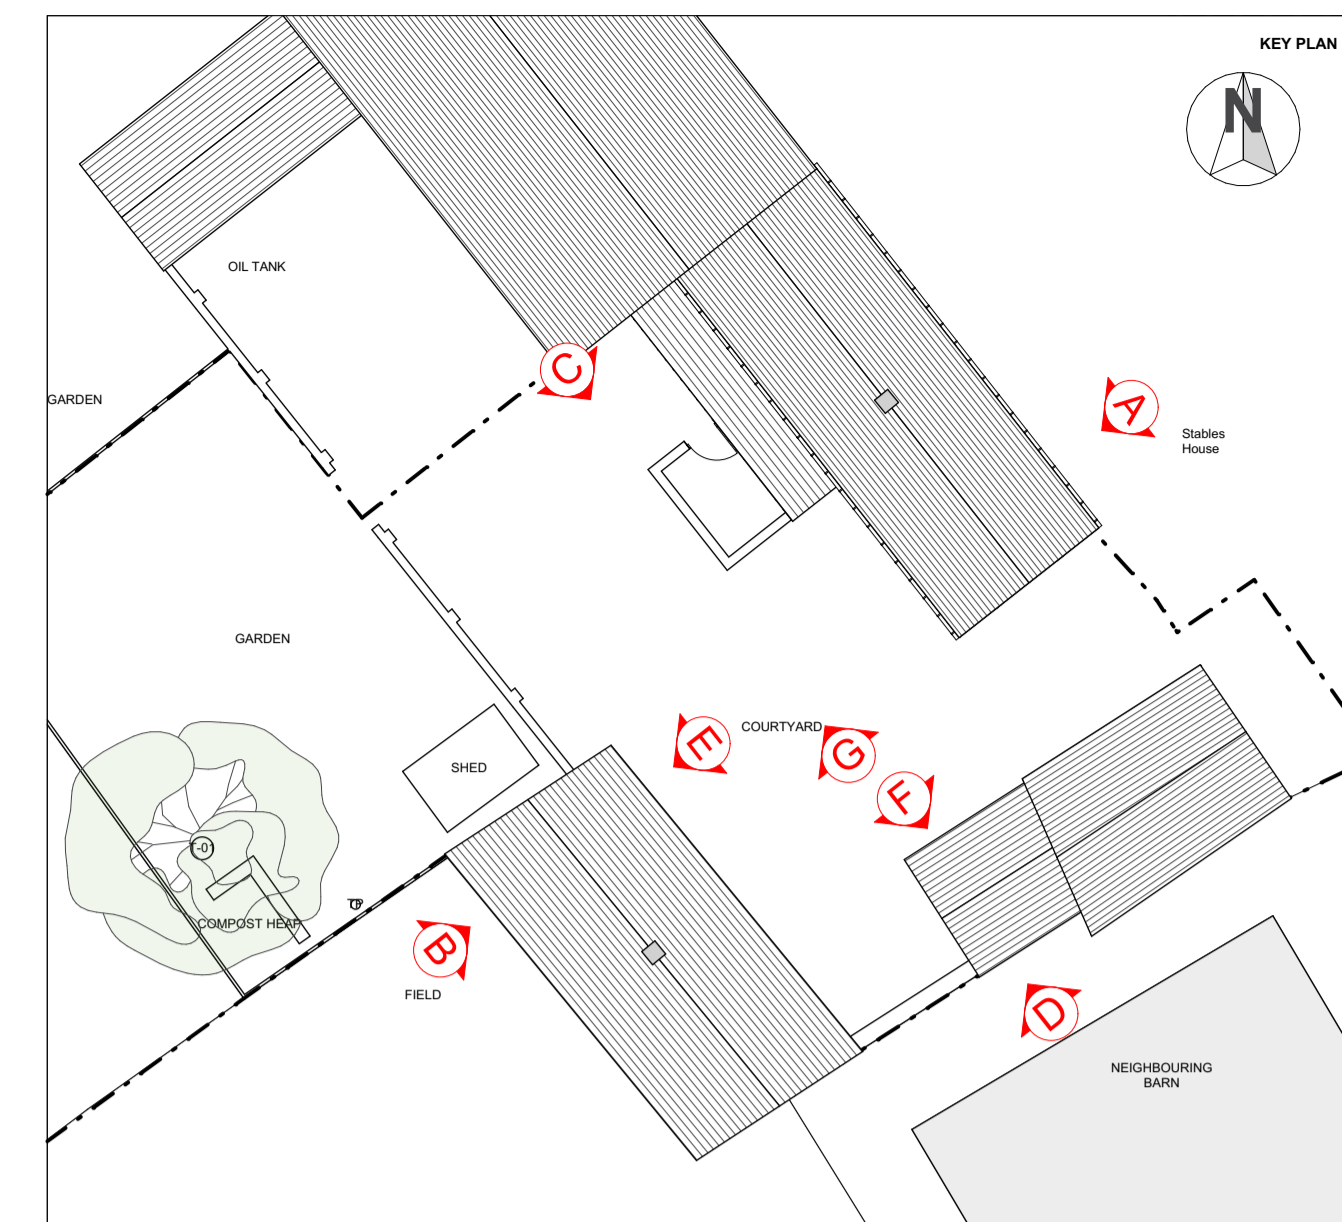 KEY PLAN
N
OIL TANK
C
GARDEN
A
Stables
House
GARDEN
E
COURTYARD
G
SHED
F
T-01
COMPOST HEAP
B
FIELD
D
NEIGHBOURING
BARN